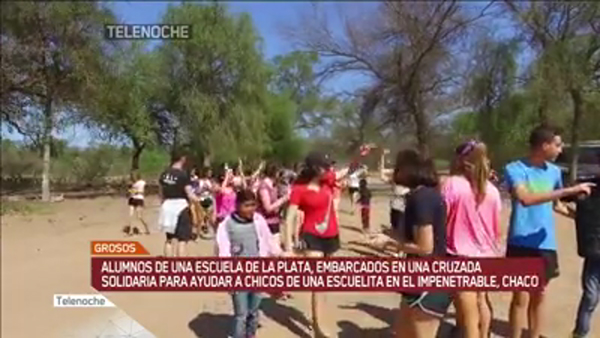 TELENOCHE
GROSOS
ALUMNOS DE UNA ESCUELA DE LA PLATA, EMBARCADOS EN UNA CRUZADA
SOLIDARIA PARA AYUDAR A CHICOS DE UNA ESCUELITA EN EL IMPENETRABLE, CHACO
Telenoche